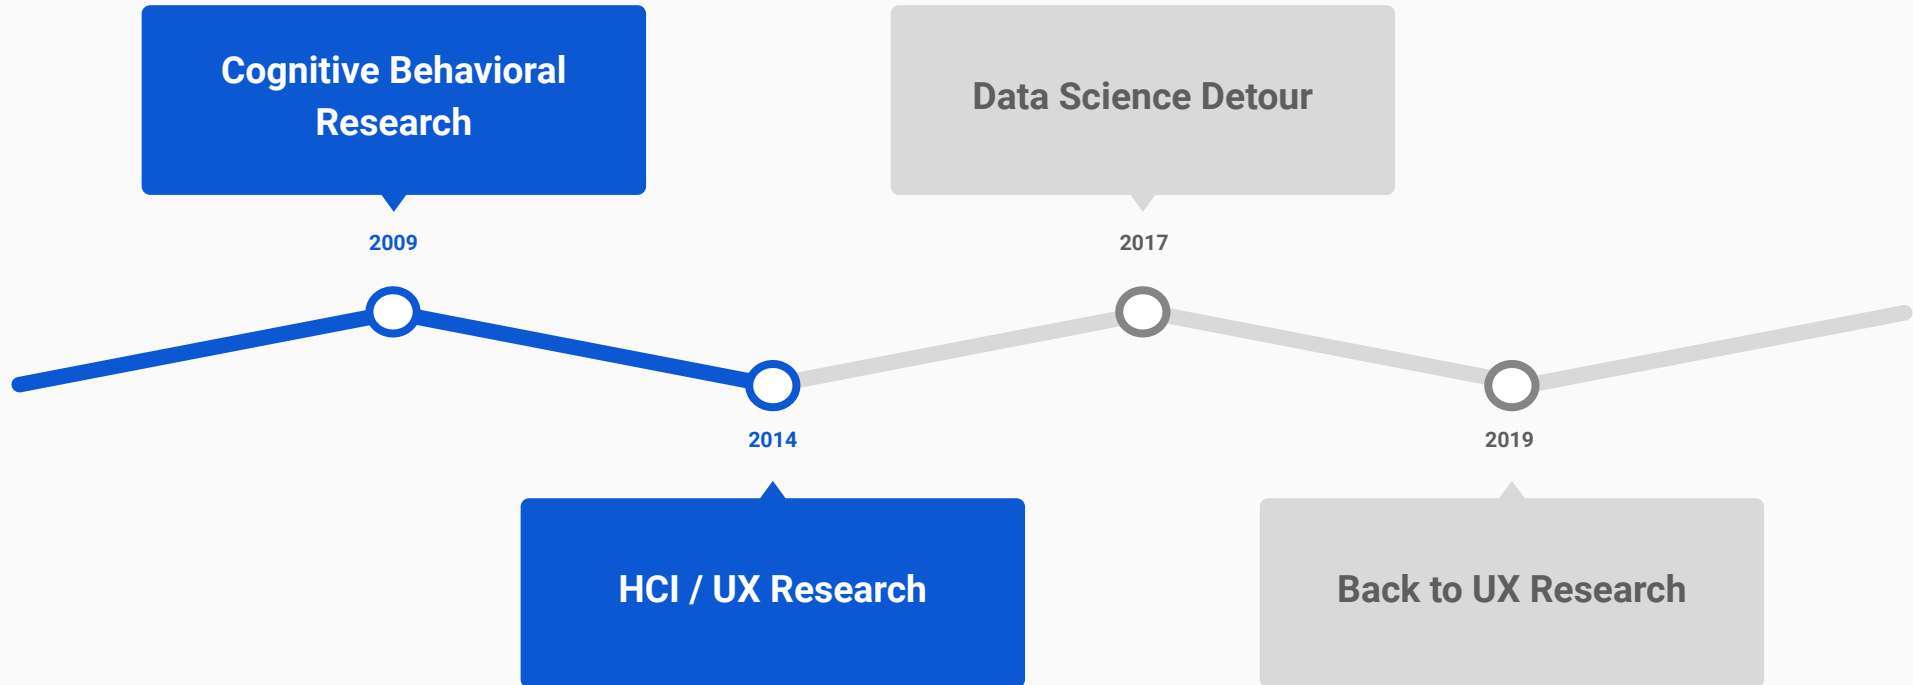 Cognitive Behavioral
Research
2009
HCI / UX Research
2014
Data Science Detour
2017
Back to UX Research
2019